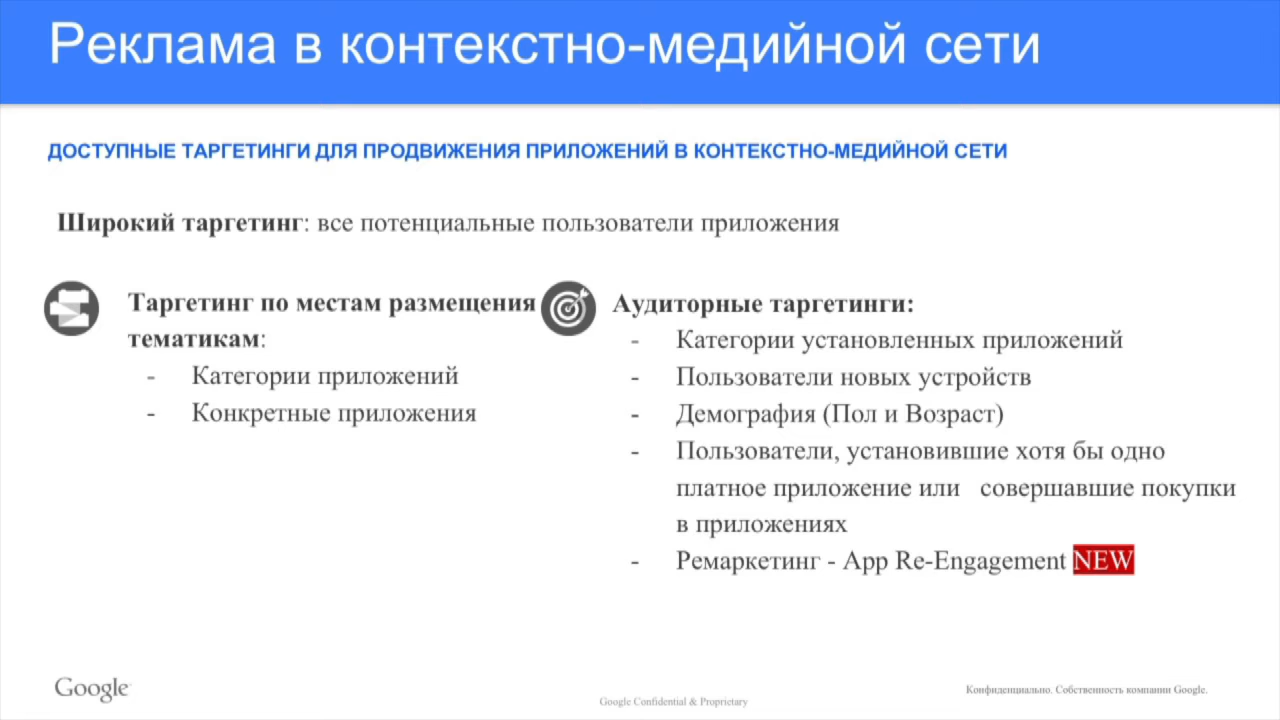 Реклама в контекстно-медийной сети
ДОСТУПНЫЕ ТАРГЕТИНГИ ДЛЯ ПРОДВИЖЕНИЯ ПРИЛОЖЕНИЙ В КОНТЕКСТНО-МЕДИЙНОЙ СЕТИ
Широкий таргетинг: все потенциальные пользователи приложения
Таргетинг по местам размещения
тематикам:
- Категории приложений
- Конкретные приложения
Аудиторные таргетинги:
- Категории установленных приложений
- Пользователи новых устройств
- Демография (Пол и Возраст)
- Пользователи, установившие хотя бы одно
платное приложение или совершавшие покупки
в приложениях
- Ремаркетинг - App Re-Engagement NEW
Google
Google Confidential & Proprietary
Конфиденциально. Собственность компании Google.